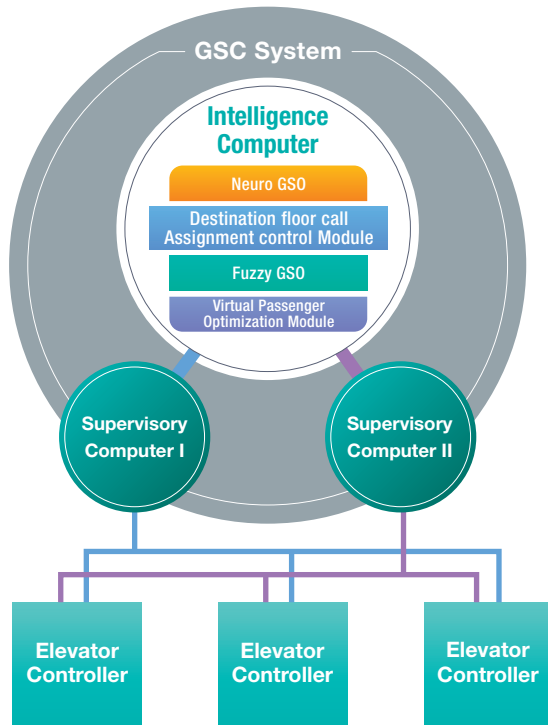 GSC System
Intelligence
Computer
Neuro GSO
Destination floor call
Assignment control Module
Fuzzy GSO
Virtual Passenger
Optimization Module
Supervisory
Computer I
Supervisory
Computer II
Elevator
Controller
Elevator
Controller
Elevator
Controller